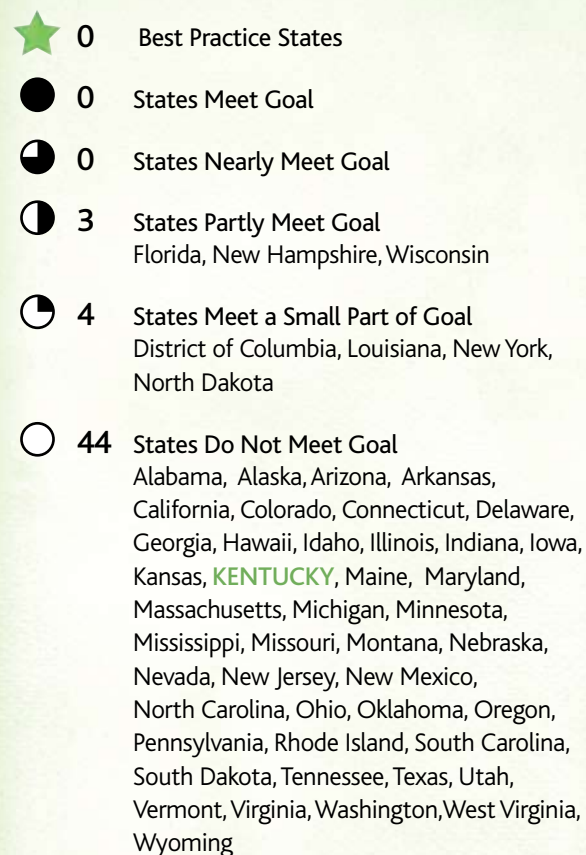 0 Best Practice States
0 States Meet Goal
0 States Nearly Meet Goal
3 States Partly Meet Goal
Florida, New Hampshire, Wisconsin
4 States Meet a Small Part of Goal
District of Columbia, Louisiana, New York,
North Dakota
44 States Do Not Meet Goal
Alabama, Alaska, Arizona, Arkansas,
California, Colorado, Connecticut, Delaware,
Georgia, Hawaii, Idaho, Illinois, Indiana, Iowa,
Kansas, KENTUCKY, Maine, Maryland,
Massachusetts, Michigan, Minnesota,
Mississippi, Missouri, Montana, Nebraska,
Nevada, New Jersey, New Mexico,
North Carolina, Ohio, Oklahoma, Oregon,
Pennsylvania, Rhode Island, South Carolina,
South Dakota, Tennessee, Texas, Utah,
Vermont, Virginia, Washington,West Virginia,
Wyoming